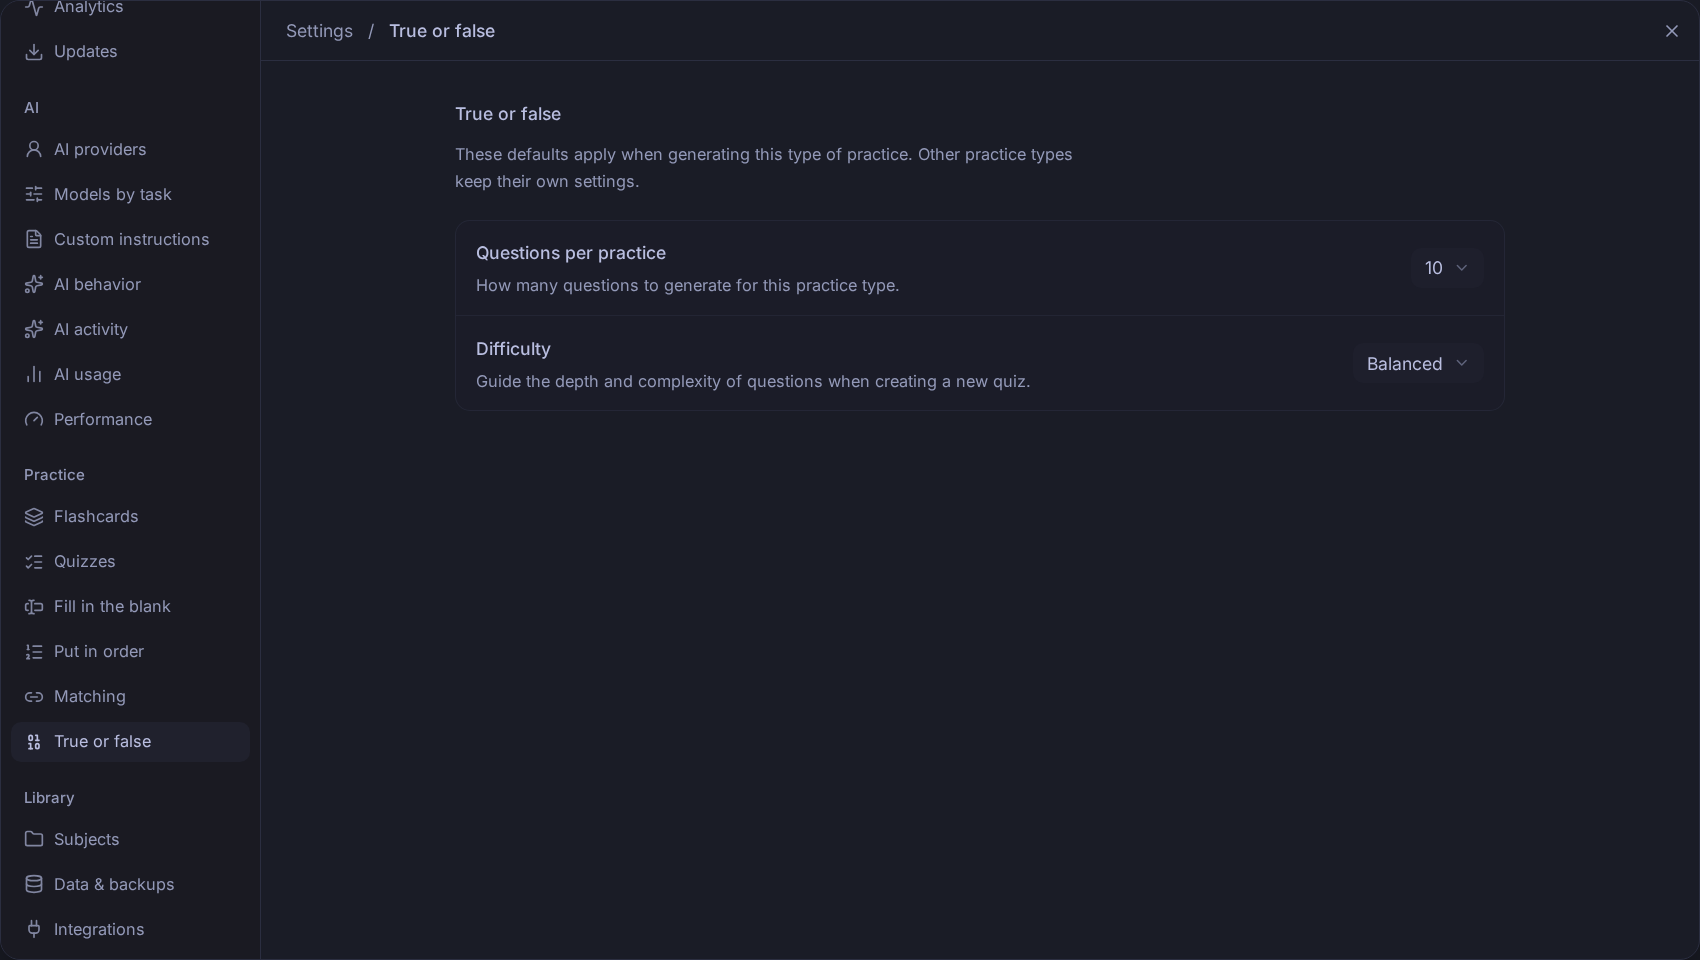 Analytics
Updates
AI
AI providers
Models by task
Custom instructions
AI behavior
AI activity
AI usage
Performance
Practice
Flashcards
Quizzes
Fill in the blank
Put in order
Matching
True or false
Library
Subjects
Data & backups
Integrations
Settings / True or false
True or false
These defaults apply when generating this type of practice. Other practice types
keep their own settings.
Questions per practice
How many questions to generate for this practice type.
10
Difficulty
Guide the depth and complexity of questions when creating a new quiz.
Balanced